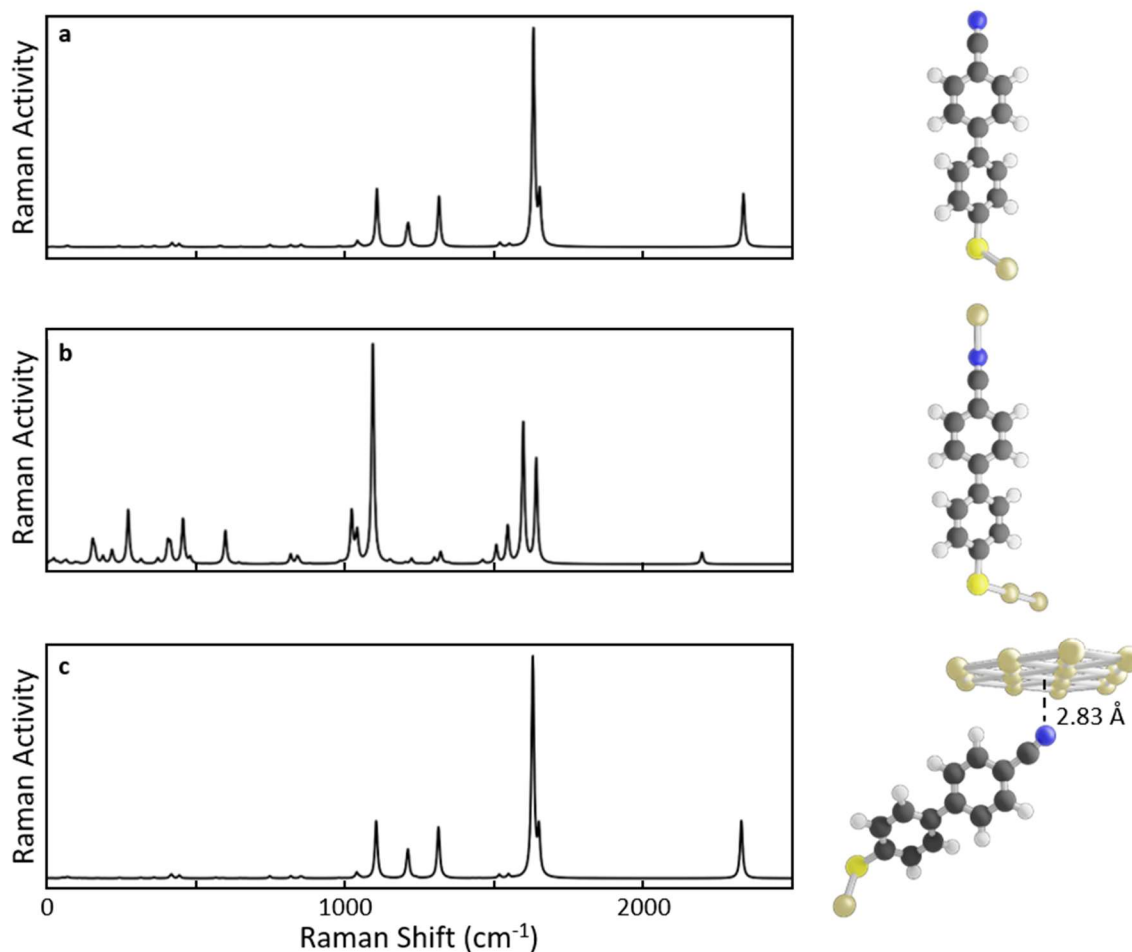 a
Raman Activity
b
Raman Activity
c
Raman Activity
2.83 Å
0
1000
2000
Raman Shift (cm-1)